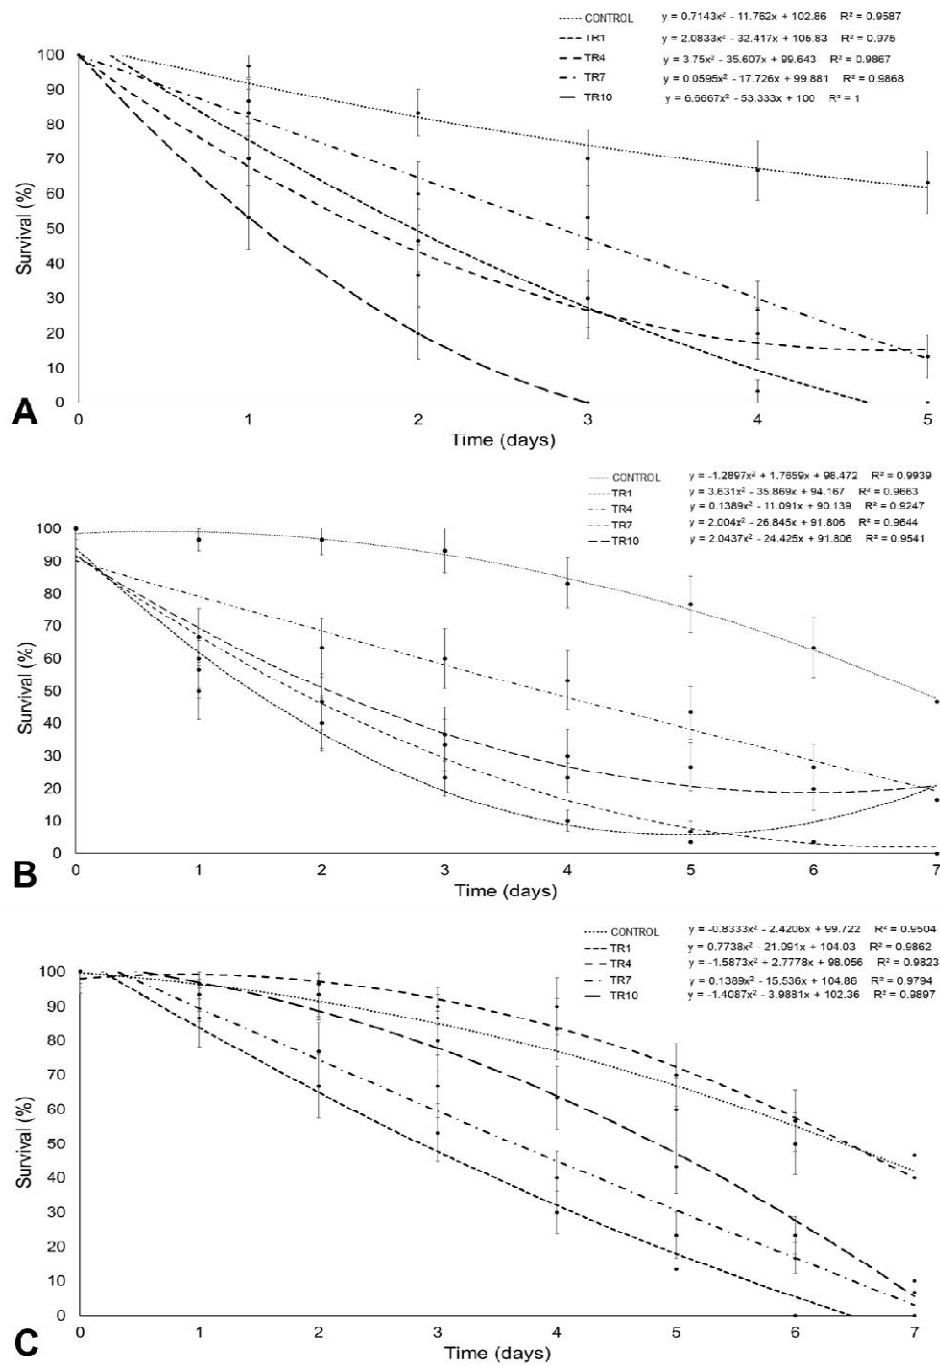 CONTROL y = 0.7143x² - 11.762x + 102.86 R² = 0.9587
TR1 y = 2.0833x² - 32.417x + 105.83 R² = 0.975
TR4 y = 3.75x² - 35.607x + 99.643 R² = 0.9867
TR7 y = 0.0595x² - 17.726x + 99.881 R² = 0.9868
TR10 y = 6.6667x² - 53.333x + 100 R² = 1
100
90
80
70
60
50
40
30
20
10
0
Survival (%)
0 1 2 3 4 5
Time (days)
A
CONTROL y = -1.2897x² + 1.7659x + 98.472 R² = 0.9939
TR1 y = 3.631x² - 35.869x + 94.167 R² = 0.9663
TR4 y = 0.1389x² - 11.091x + 90.139 R² = 0.9247
TR7 y = 2.004x² - 26.845x + 91.806 R² = 0.9644
TR10 y = 2.0437x² - 24.425x + 91.806 R² = 0.9541
100
90
80
70
60
50
40
30
20
10
0
Survival (%)
0 1 2 3 4 5 6 7
Time (days)
B
CONTROL y = -0.8333x² - 2.4206x + 99.722 R² = 0.9504
TR1 y = 0.7738x² - 21.091x + 104.03 R² = 0.9862
TR4 y = -1.5873x² + 2.7778x + 98.056 R² = 0.9823
TR7 y = 0.1389x² - 15.536x + 104.86 R² = 0.9794
TR10 y = -1.4087x² - 3.9881x + 102.36 R² = 0.9897
100
90
80
70
60
50
40
30
20
10
0
Survival (%)
0 1 2 3 4 5 6 7
Time (days)
C